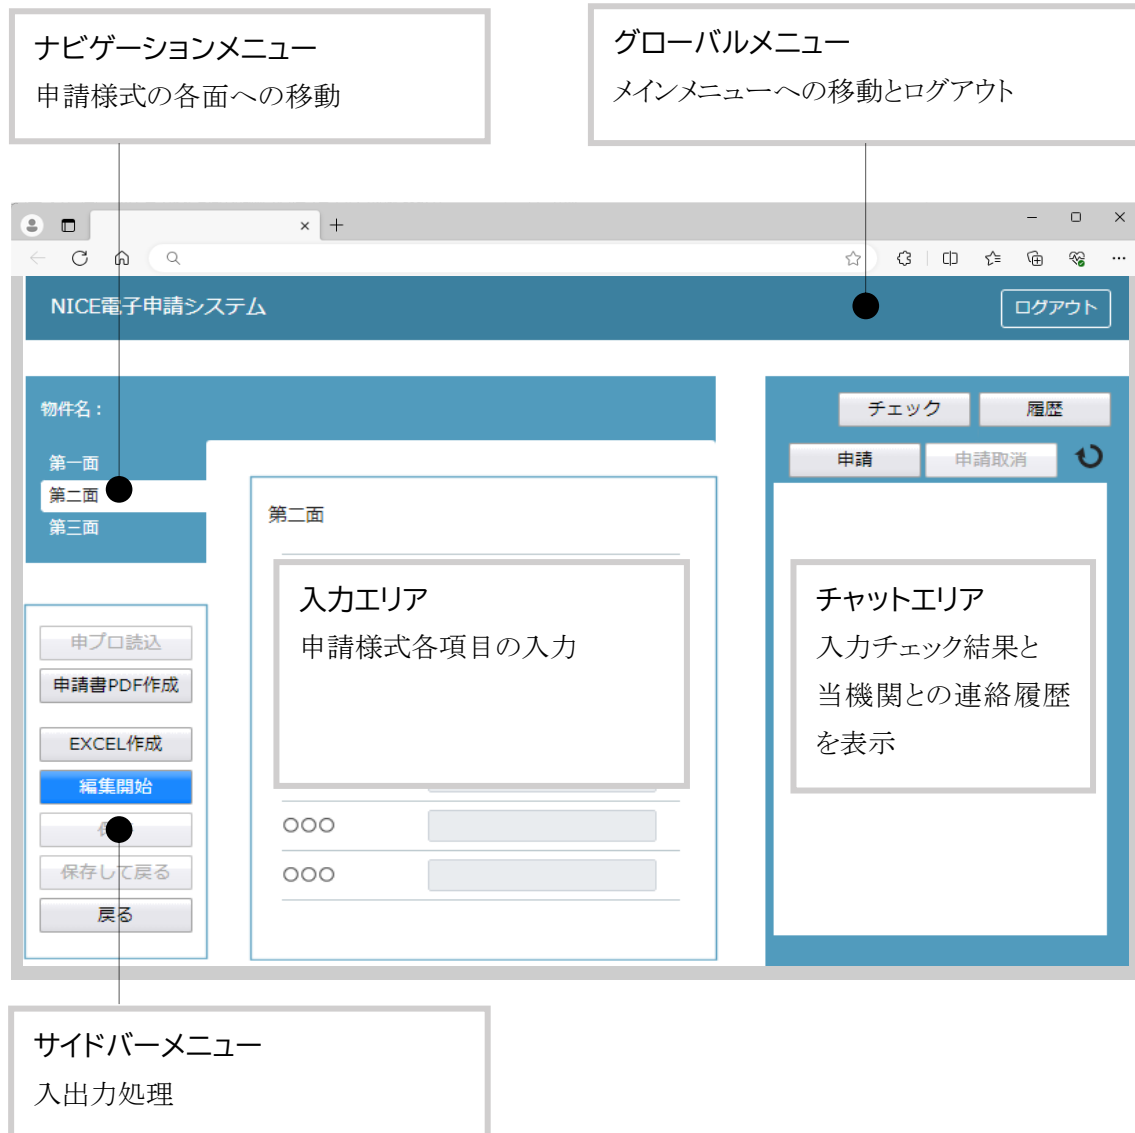 ナビゲーションメニュー
申請様式の各面への移動
グローバルメニュー
メインメニューへの移動とログアウト
NICE電子申請システム
ログアウト
物件名：
第一面
第二面
第三面
チェック
履歴
申請
申請取消
第二面
入力エリア
申請様式各項目の入力
○○○
○○○
チャットエリア
入力チェック結果と
当機関との連絡履歴
を表示
申プロ読込
申請書PDF作成
EXCEL作成
編集開始
保存して戻る
戻る
サイドバーメニュー
入出力処理